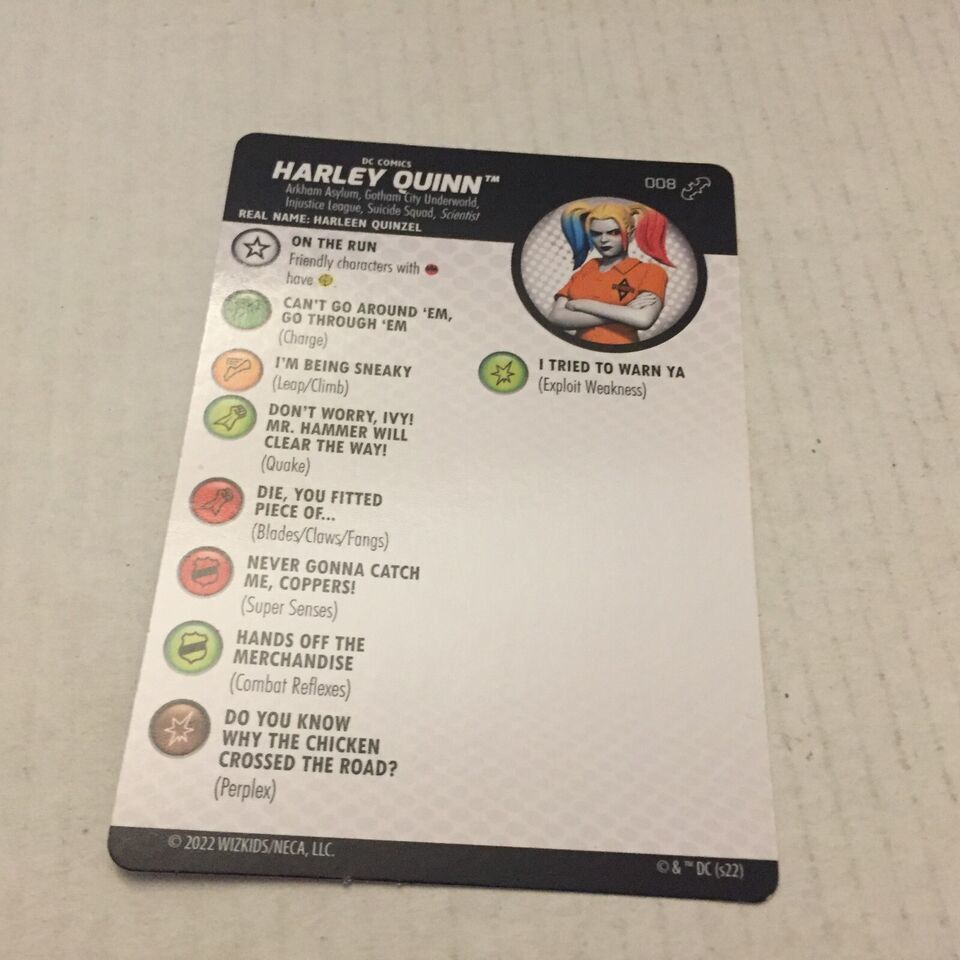 DC COMICS
HARLEY QUINN™
008
Arkham Asylum, Gotham City Underworld,
Injustice League, Suicide Squad, Scientist
REAL NAME: HARLEEN QUINZEL
ON THE RUN
Friendly characters with
have .
CAN'T GO AROUND 'EM,
GO THROUGH 'EM
(Charge)
I'M BEING SNEAKY
(Leap/Climb)
DON'T WORRY, IVY!
MR. HAMMER WILL
CLEAR THE WAY!
(Quake)
DIE, YOU FITTED
PIECE OF...
(Blades/Claws/Fangs)
NEVER GONNA CATCH
ME, COPPERS!
(Super Senses)
HANDS OFF THE
MERCHANDISE
(Combat Reflexes)
DO YOU KNOW
WHY THE CHICKEN
CROSSED THE ROAD?
(Perplex)
I TRIED TO WARN YA
(Exploit Weakness)
© 2022 WIZKIDS/NECA, LLC.
© & ™ DC (s22)